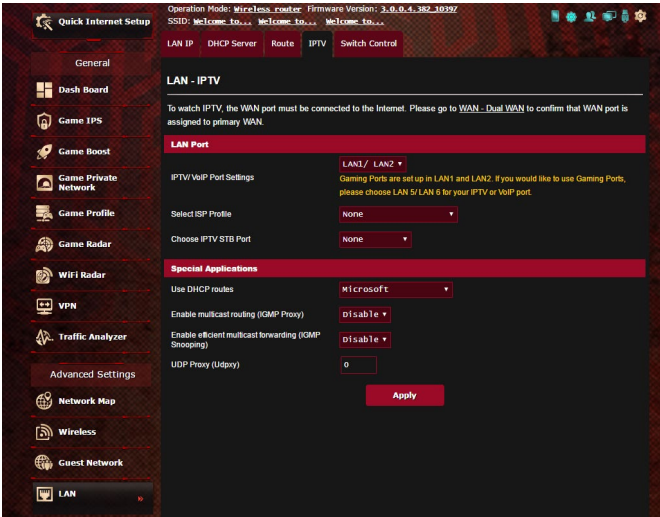 Quick Internet Setup
Operation Mode: Wireless router Firmware Version: 3.0.0.4.382_10397
SSID: Welcome to... Welcome to... Welcome to...
LAN IP DHCP Server Route IPTV Switch Control
General
Dash Board
Game IPS
Game Boost
Game Private
Network
Game Profile
Game Radar
WiFi Radar
VPN
Traffic Analyzer
Advanced Settings
Network Map
Wireless
Guest Network
LAN
LAN - IPTV
To watch IPTV, the WAN port must be connected to the Internet. Please go to WAN - Dual WAN to confirm that WAN port is
assigned to primary WAN.
LAN Port
IPTV/VoIP Port Settings LAN1/ LAN2
Gaming Ports are set up in LAN1 and LAN2. If you would like to use Gaming Ports,
please choose LAN 5/ LAN 6 for your IPTV or VoIP port.
Select ISP Profile None
Choose IPTV STB Port None
Special Applications
Use DHCP routes Microsoft
Enable multicast routing (IGMP Proxy) Disable
Enable efficient multicast forwarding (IGMP
Snooping) Disable
UDP Proxy (Udpxy) 0
Apply